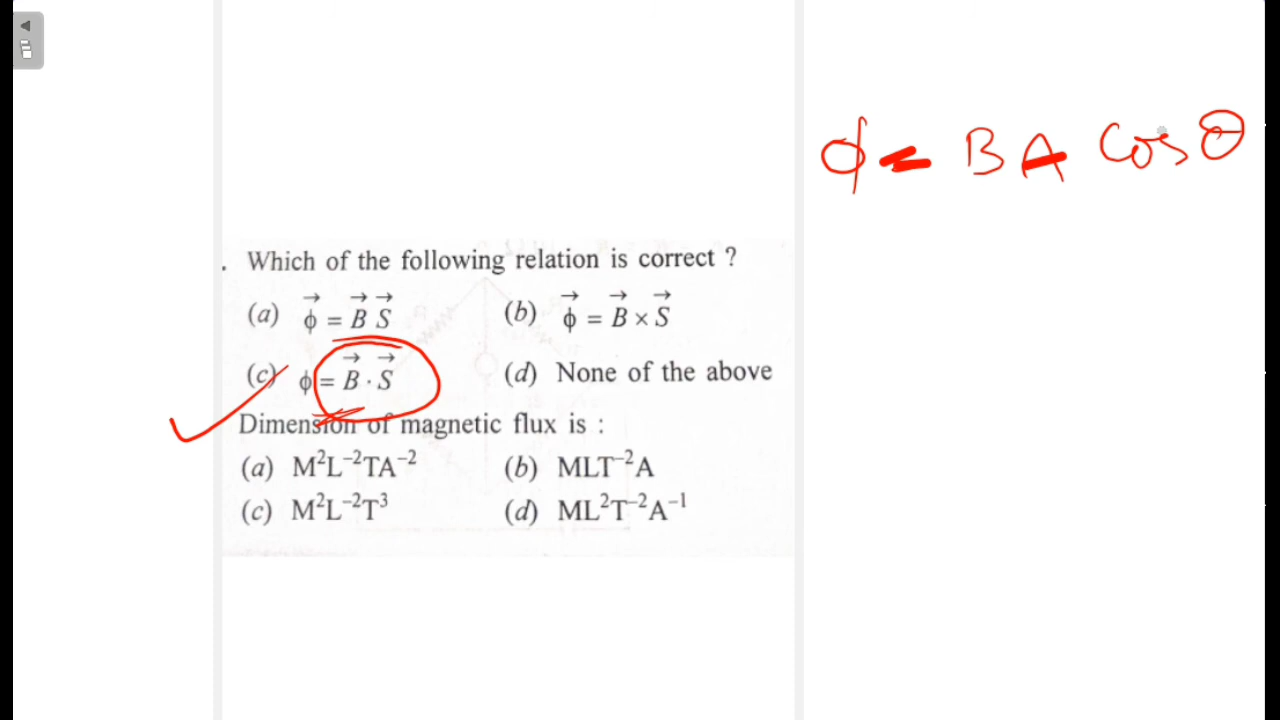 . Which of the following relation is correct ?
(a) ϕ⃗ = B⃗ S⃗ (b) ϕ⃗ = B⃗ × S⃗
(c) ϕ = B⃗ · S⃗ (d) None of the above
Dimension of magnetic flux is :
(a) M²L⁻²TA⁻² (b) MLT⁻²A
(c) M²L⁻²T³ (d) ML²T⁻²A⁻¹
ϕ = B A Cos θ